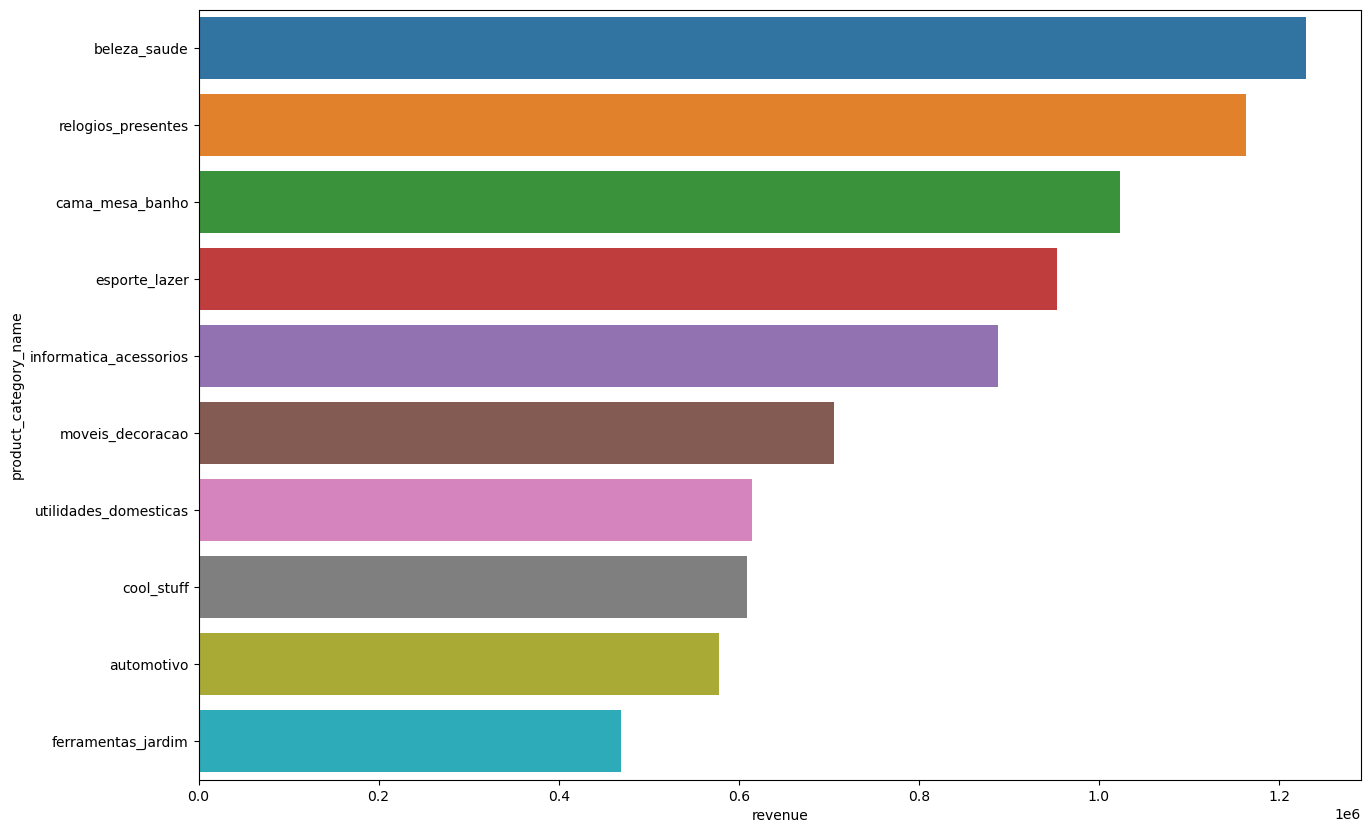 beleza_saude
relogios_presentes
cama_mesa_banho
esporte_lazer
informatica_acessorios
moveis_decoracao
utilidades_domesticas
cool_stuff
automotivo
ferramentas_jardim
product_category_name
0.0 0.2 0.4 0.6 0.8 1.0 1.2
1e6
revenue